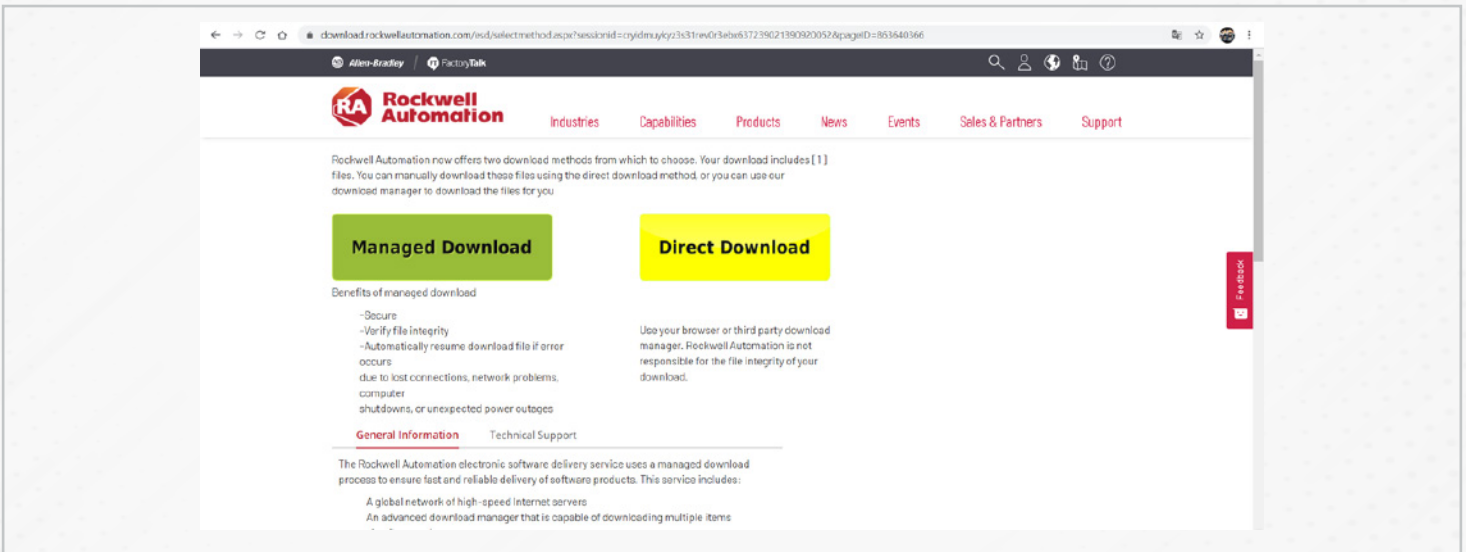 download.rockwellautomation.com/esd/selectmethod.aspx?sessionid=cryidmuyiqyz3s31rev0r3ebx637239021390920052&pageID=863640366
Allen-Bradley FactoryTalk
RA Rockwell Automation
Industries Capabilities Products News Events Sales & Partners Support
Rockwell Automation now offers two download methods from which to choose. Your download includes [1]
files. You can manually download these files using the direct download method, or you can use our
download manager to download the files for you
Managed Download Direct Download
Feedback
Benefits of managed download
-Secure
-Verify file integrity
-Automatically resume download file if error
occurs
due to lost connections, network problems,
computer
shutdowns, or unexpected power outages
Use your browser or third party download
manager. Rockwell Automation is not
responsible for the file integrity of your
download.
General Information Technical Support
The Rockwell Automation electronic software delivery service uses a managed download
process to ensure fast and reliable delivery of software products. This service includes:
A global network of high-speed Internet servers
An advanced download manager that is capable of downloading multiple items